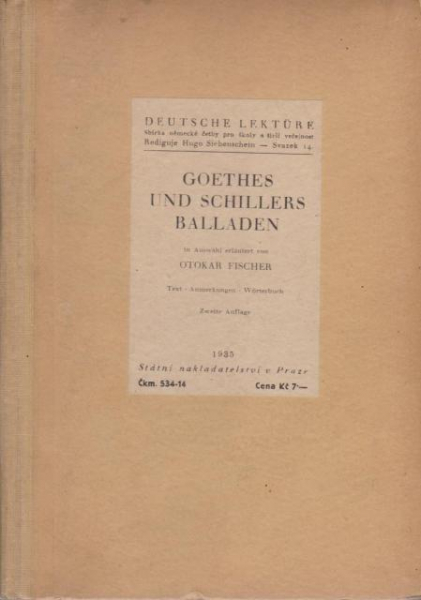 DEUTSCHE LEKTÜRE
Sbírka německé četby pro školy a širší veřejnost
Rediguje Hugo Siebenschein — Svazek 14.
GOETHES
UND SCHILLERS
BALLADEN
In Auswahl erläutert von
OTOKAR FISCHER
Text - Anmerkungen - Wörterbuch
Zweite Auflage
1935
Státní nakladatelství v Praze
Čkm. 534-14 Cena Kč 7·—